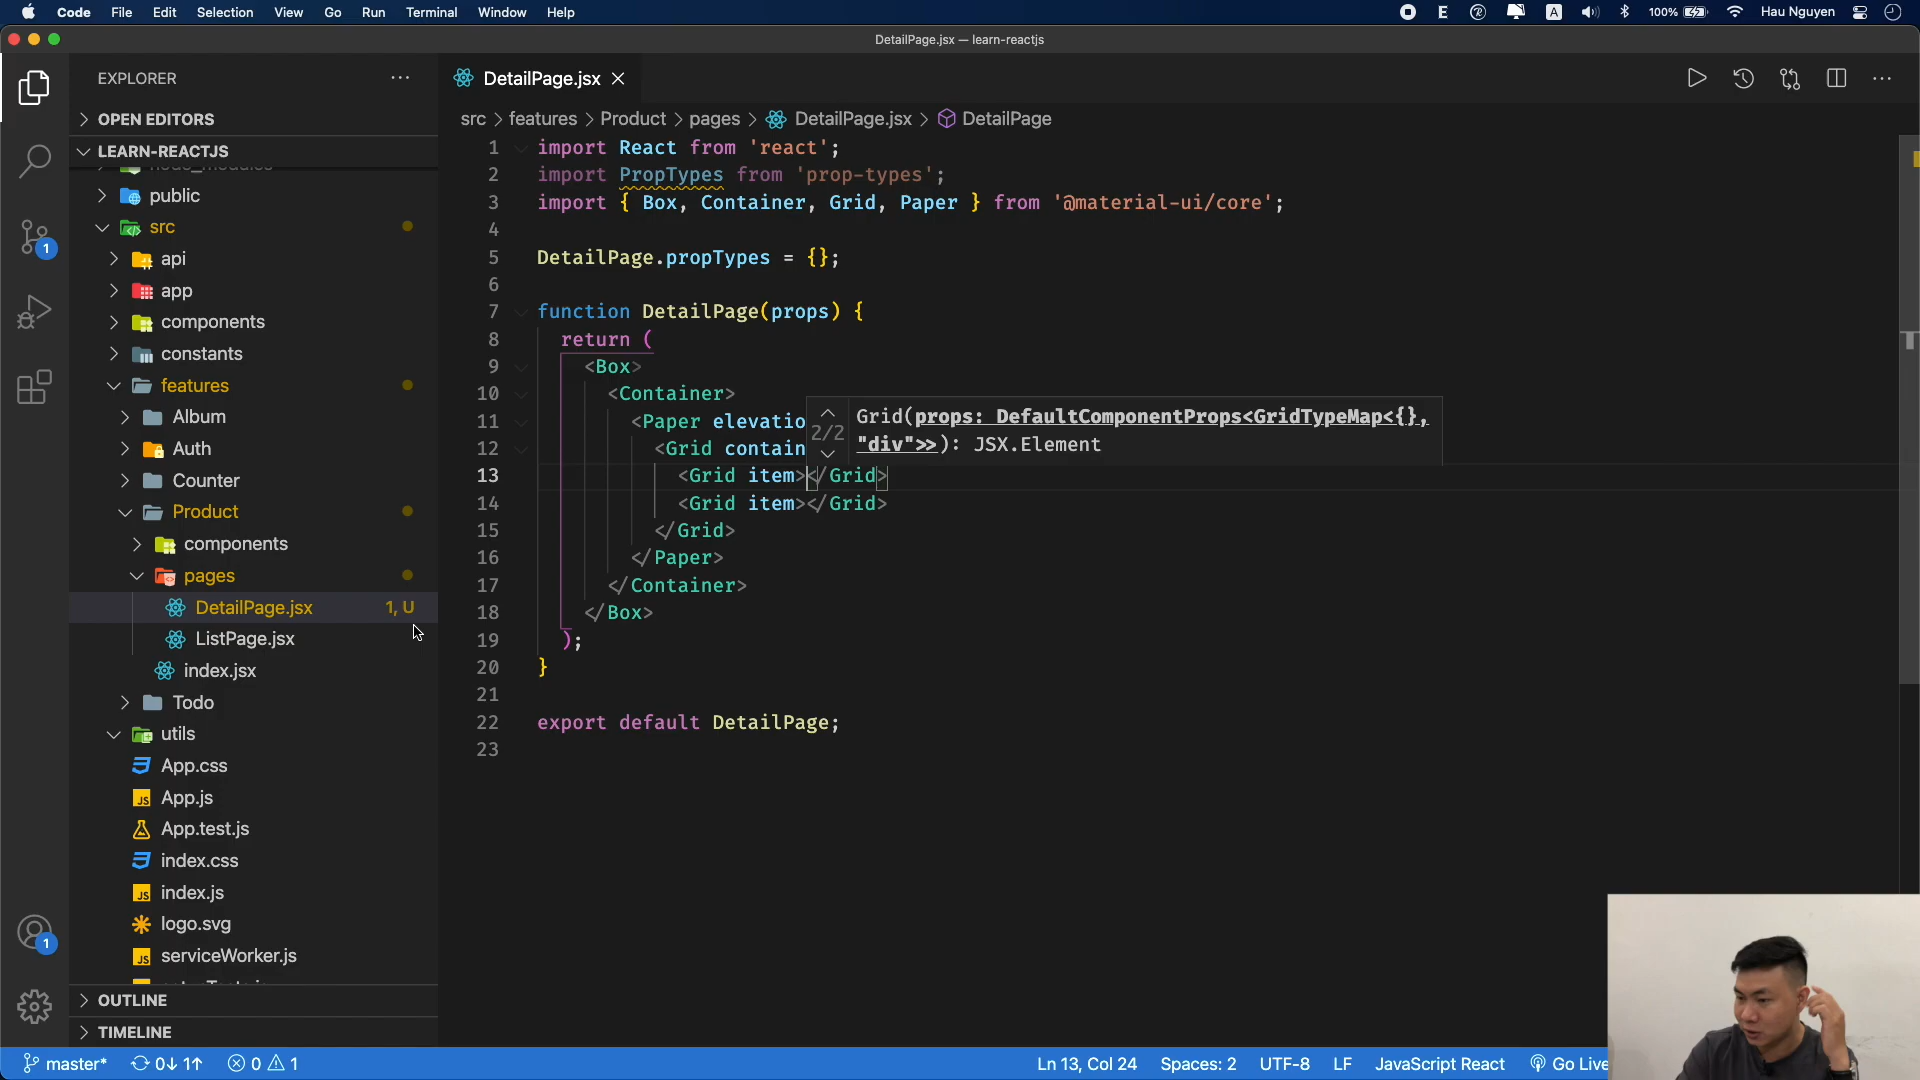 Code File Edit Selection View Go Run Terminal Window Help
E A 100% Hau Nguyen
DetailPage.jsx — learn-reactjs
EXPLORER
OPEN EDITORS
LEARN-REACTJS
node_modules
public
src
api
app
components
constants
features
Album
Auth
Counter
Product
components
pages
DetailPage.jsx 1, U
ListPage.jsx
index.jsx
Todo
utils
App.css
JS App.js
App.test.js
index.css
JS index.js
logo.svg
JS serviceWorker.js
OUTLINE
TIMELINE
1
1
DetailPage.jsx
src > features > Product > pages > DetailPage.jsx > DetailPage
1 import React from 'react';
2 import PropTypes from 'prop-types';
3 import { Box, Container, Grid, Paper } from '@material-ui/core';
4
5 DetailPage.propTypes = {};
6
7 function DetailPage(props) {
8 return (
9 <Box>
10 <Container>
11 <Paper elevatio
12 <Grid contain
13 <Grid item></Grid>
14 <Grid item></Grid>
15 </Grid>
16 </Paper>
17 </Container>
18 </Box>
19 );
20 }
21
22 export default DetailPage;
23
2/2
Grid(props: DefaultComponentProps<GridTypeMap<{},
"div">>): JSX.Element
master* 0↓ 1↑ 0 1 Ln 13, Col 24 Spaces: 2 UTF-8 LF JavaScript React Go Live